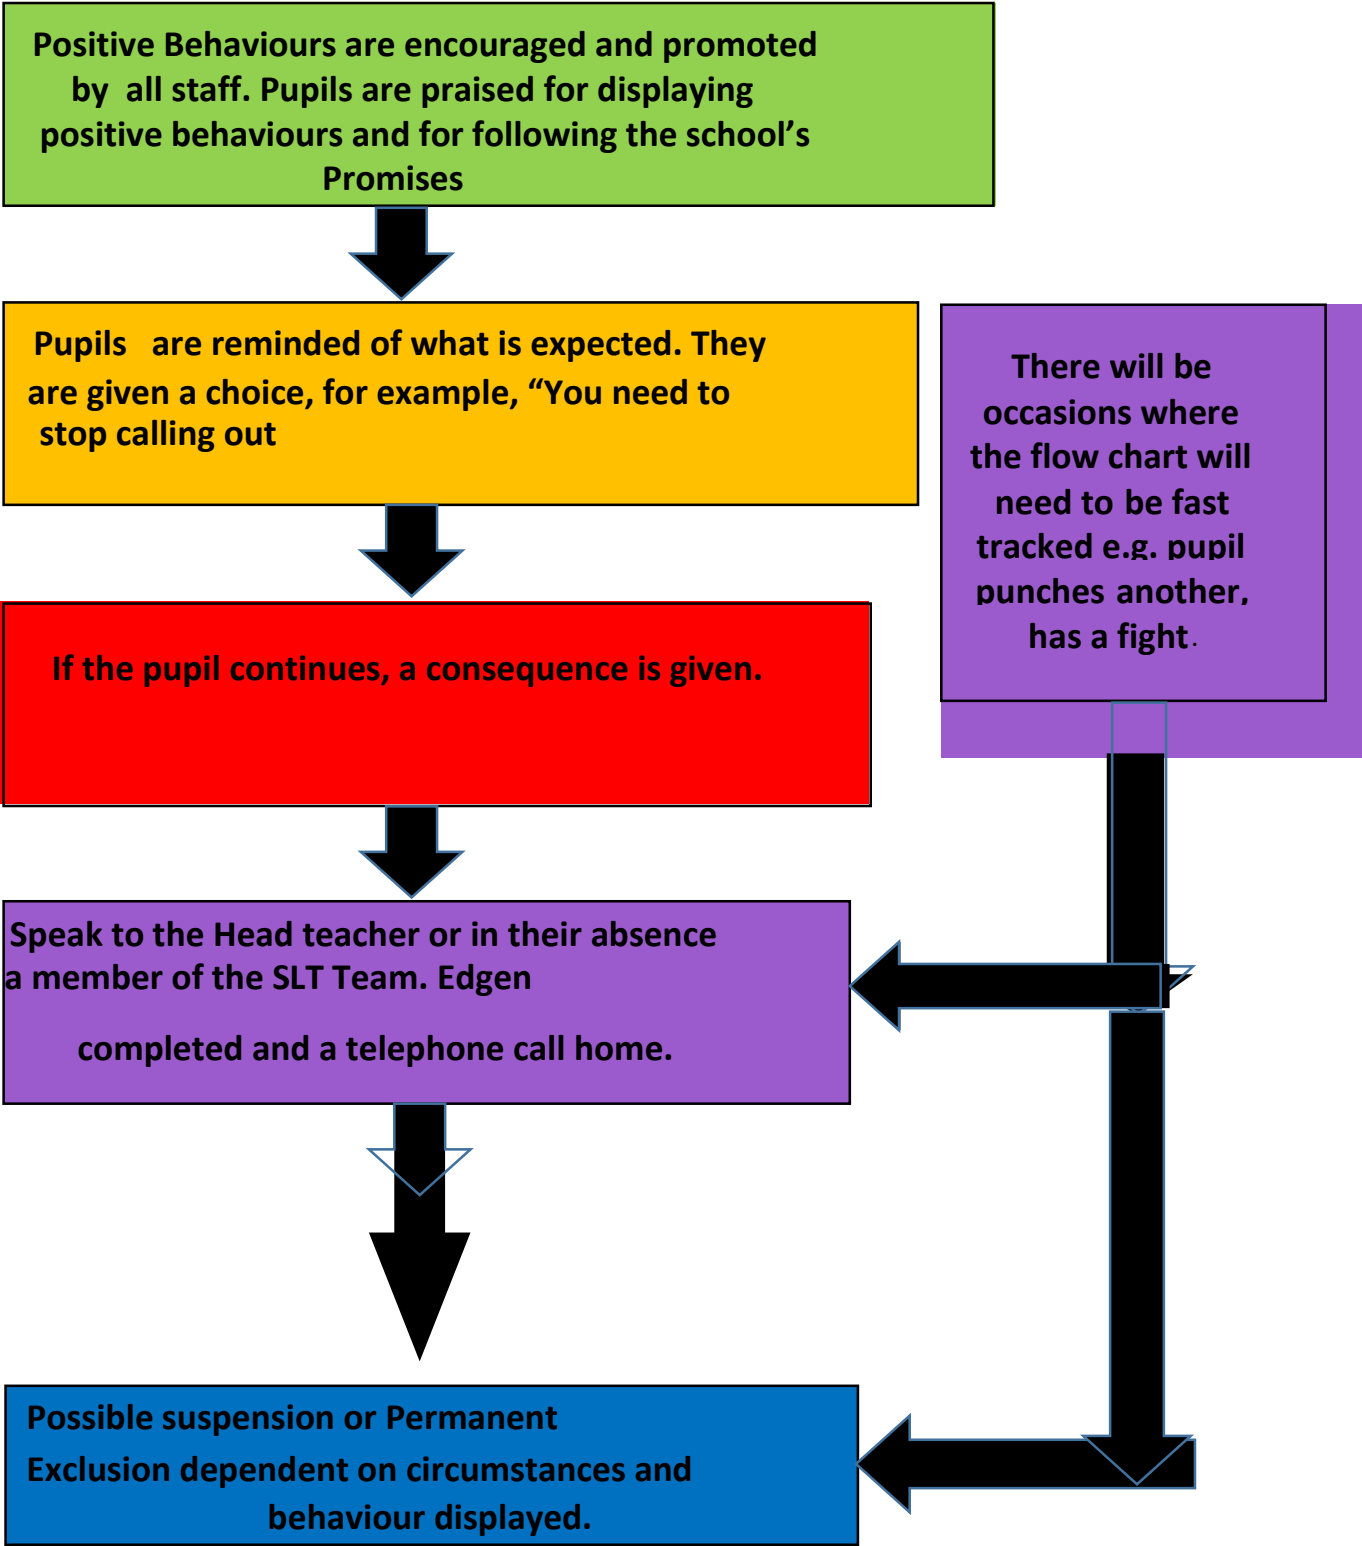 Positive Behaviours are encouraged and promoted
by all staff. Pupils are praised for displaying
positive behaviours and for following the school’s
Promises
Pupils are reminded of what is expected. They
are given a choice, for example, “You need to
stop calling out
There will be
occasions where
the flow chart will
need to be fast
tracked e.g. pupil
punches another,
has a fight.
If the pupil continues, a consequence is given.
Speak to the Head teacher or in their absence
a member of the SLT Team. Edgen
completed and a telephone call home.
Possible suspension or Permanent
Exclusion dependent on circumstances and
behaviour displayed.